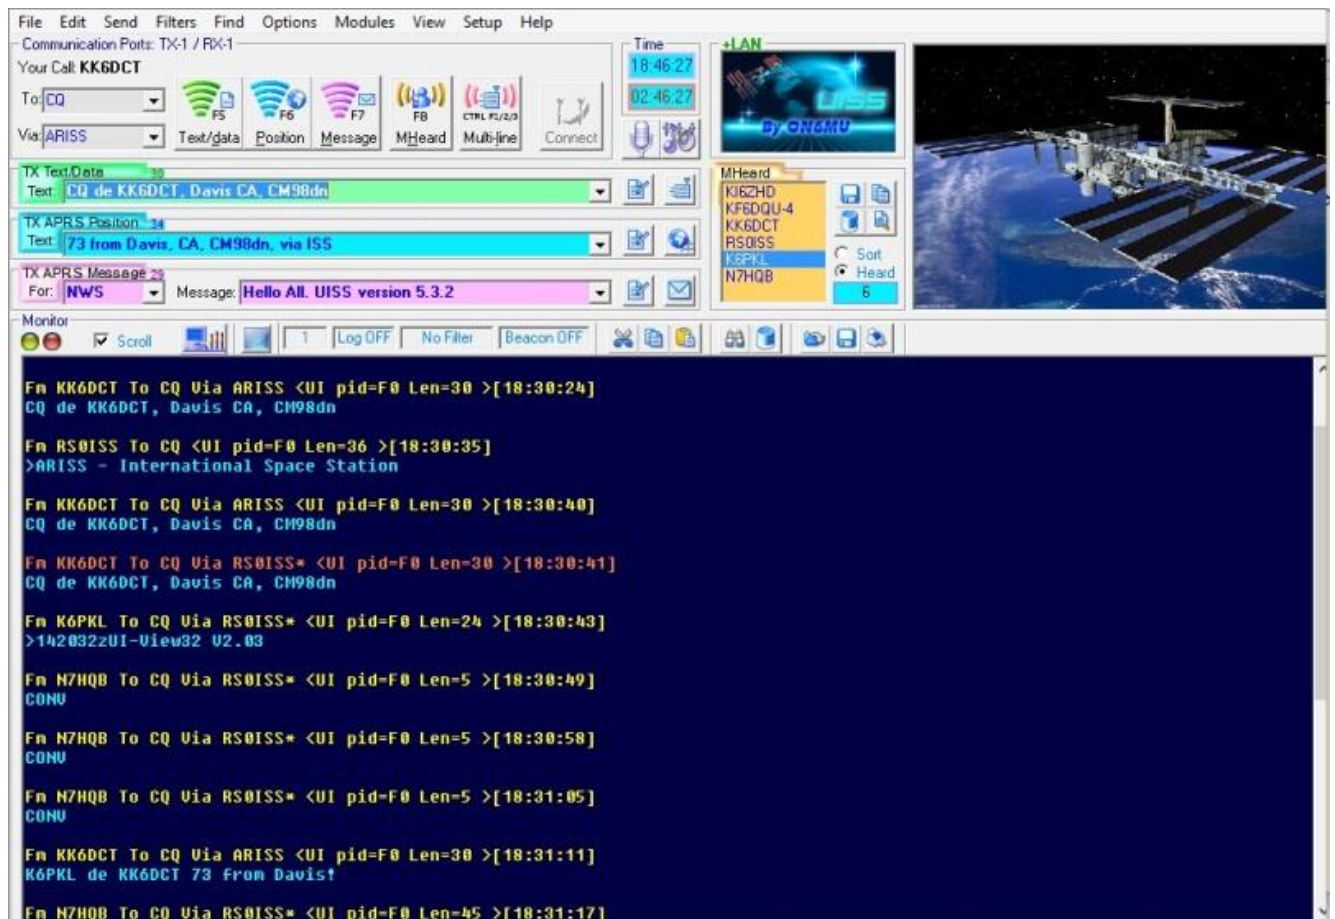 File Edit Send Filters Find Options Modules View Setup Help
Communication Ports: TX-1 / RX-1
Your Call: KK6DCT
To: CQ
Via: ARISS
F5
Text/data
F6
Position
F7
Message
F8
MHeard
CTRL F1/2/3
Multi-line
Connect
Time
18:46:27
02:46:27
+LAN
UISS
By ON6MU
TX Text/Data 30
Text: CQ de KK6DCT, Davis CA, CM98dn
TX APRS Position 34
Text: 73 from Davis, CA, CM98dn, via ISS
TX APRS Message 29
For: NWS Message: Hello All. UISS version 5.3.2
MHeard
KI6ZHD
KF6DQU-4
KK6DCT
RS0ISS
K6PKL
N7HQB
Sort
Heard
6
Monitor
Scroll 1 Log OFF No Filter Beacon OFF
Fm KK6DCT To CQ Via ARISS <UI pid=F0 Len=30 >[18:30:24]
CQ de KK6DCT, Davis CA, CM98dn
Fm RS0ISS To CQ <UI pid=F0 Len=36 >[18:30:35]
>ARISS - International Space Station
Fm KK6DCT To CQ Via ARISS <UI pid=F0 Len=30 >[18:30:40]
CQ de KK6DCT, Davis CA, CM98dn
Fm KK6DCT To CQ Via RS0ISS* <UI pid=F0 Len=30 >[18:30:41]
CQ de KK6DCT, Davis CA, CM98dn
Fm K6PKL To CQ Via RS0ISS* <UI pid=F0 Len=24 >[18:30:43]
>142032zUI-View32 V2.03
Fm N7HQB To CQ Via RS0ISS* <UI pid=F0 Len=5 >[18:30:49]
CONV
Fm N7HQB To CQ Via RS0ISS* <UI pid=F0 Len=5 >[18:30:58]
CONV
Fm N7HQB To CQ Via RS0ISS* <UI pid=F0 Len=5 >[18:31:05]
CONV
Fm KK6DCT To CQ Via ARISS <UI pid=F0 Len=30 >[18:31:11]
K6PKL de KK6DCT 73 from Davis!
Fm N7HQB To CQ Via RS0ISS* <UI pid=F0 Len=45 >[18:31:17]